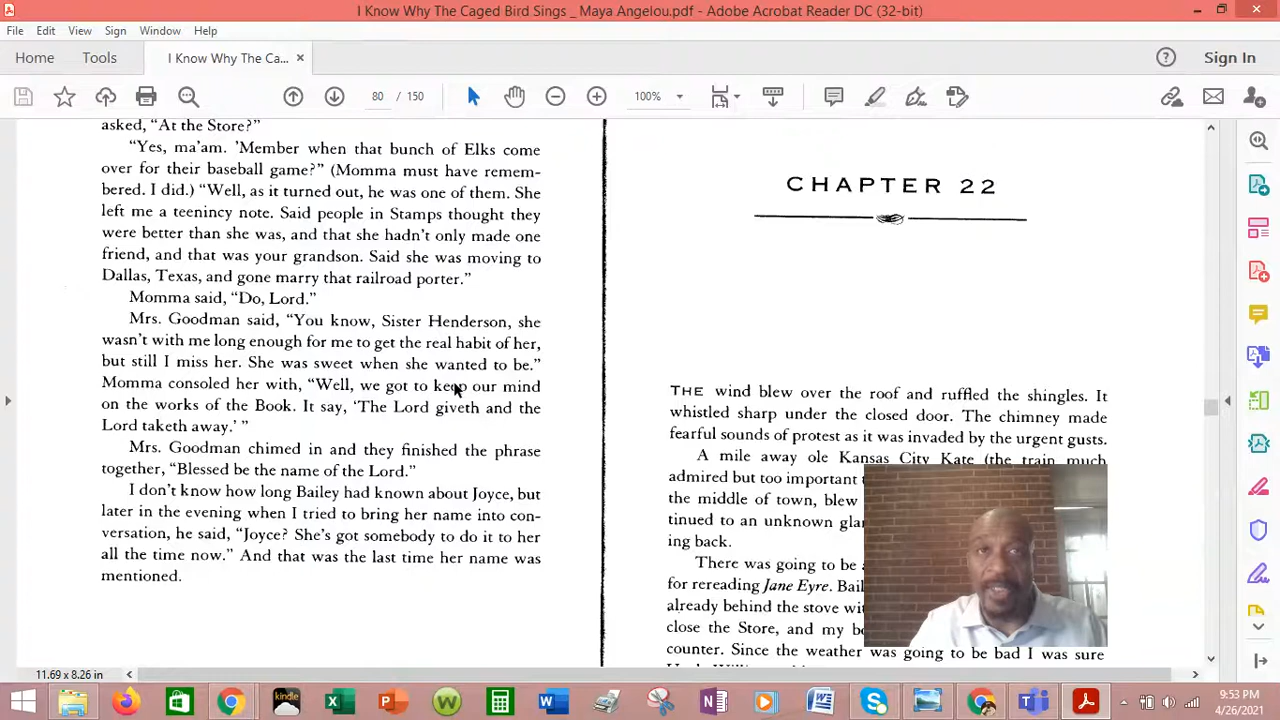 I Know Why The Caged Bird Sings _ Maya Angelou.pdf - Adobe Acrobat Reader DC (32-bit)
File Edit View Sign Window Help
Home Tools I Know Why The Ca... × Sign In
80 / 150 100%
asked, “At the Store?”
“Yes, ma’am. ’Member when that bunch of Elks come
over for their baseball game?” (Momma must have remem-
bered. I did.) “Well, as it turned out, he was one of them. She
left me a teenincy note. Said people in Stamps thought they
were better than she was, and that she hadn’t only made one
friend, and that was your grandson. Said she was moving to
Dallas, Texas, and gone marry that railroad porter.”
Momma said, “Do, Lord.”
Mrs. Goodman said, “You know, Sister Henderson, she
wasn’t with me long enough for me to get the real habit of her,
but still I miss her. She was sweet when she wanted to be.”
Momma consoled her with, “Well, we got to keep our mind
on the works of the Book. It say, ‘The Lord giveth and the
Lord taketh away.’ ”
Mrs. Goodman chimed in and they finished the phrase
together, “Blessed be the name of the Lord.”
I don’t know how long Bailey had known about Joyce, but
later in the evening when I tried to bring her name into con-
versation, he said, “Joyce? She’s got somebody to do it to her
all the time now.” And that was the last time her name was
mentioned.
CHAPTER 22
THE wind blew over the roof and ruffled the shingles. It
whistled sharp under the closed door. The chimney made
fearful sounds of protest as it was invaded by the urgent gusts.
A mile away ole Kansas City Kate (the train much
admired but too important
the middle of town, blew
tinued to an unknown
ing back.
There was going to be
for rereading Jane Eyre.
already behind the stove
close the Store, and my
counter. Since the weather was going to be bad I was sure
11.69 x 8.26 in
kindle
9:53 PM
4/26/2021